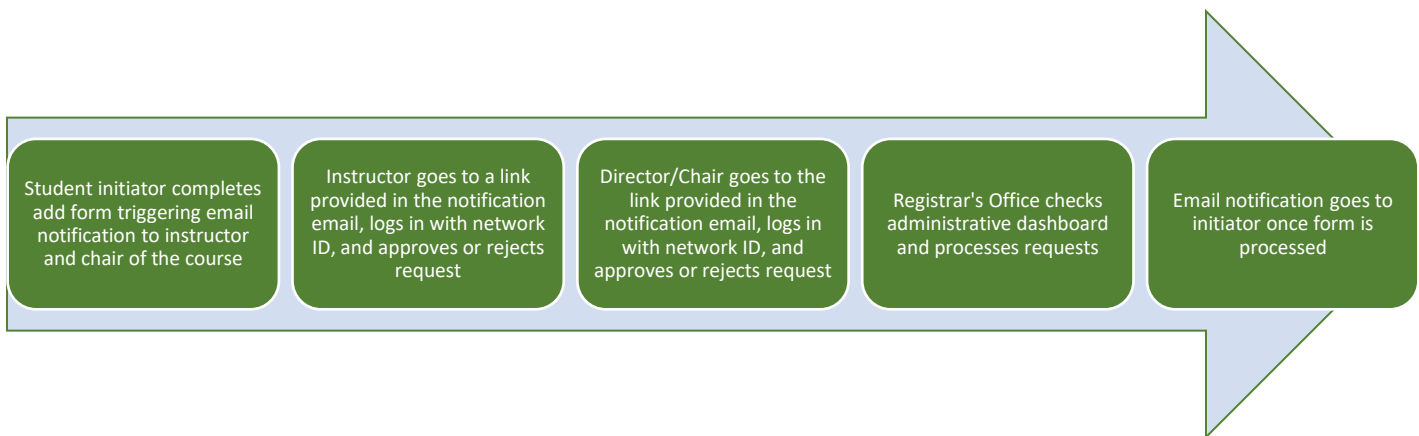 Student initiator completes
add form triggering email
notification to instructor
and chair of the course
Instructor goes to a link
provided in the notification
email, logs in with network
ID, and approves or rejects
request
Director/Chair goes to the
link provided in the
notification email, logs in
with network ID, and
approves or rejects request
Registrar's Office checks
administrative dashboard
and processes requests
Email notification goes to
initiator once form is
processed